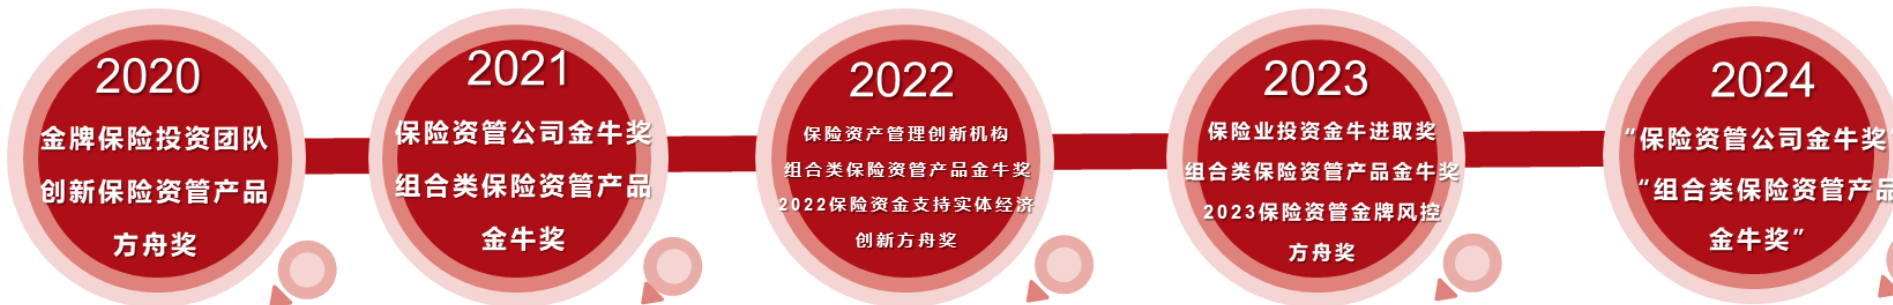 2020
金牌保险投资团队
创新保险资管产品
方舟奖
2021
保险资管公司金牛奖
组合类保险资管产品
金牛奖
2022
保险资产管理创新机构
组合类保险资管产品金牛奖
2022保险资金支持实体经济
创新方舟奖
2023
保险业投资金牛进取奖
组合类保险资管产品金牛奖
2023保险资管金牌风控
方舟奖
2024
“保险资管公司金牛奖
“组合类保险资管产品
金牛奖”